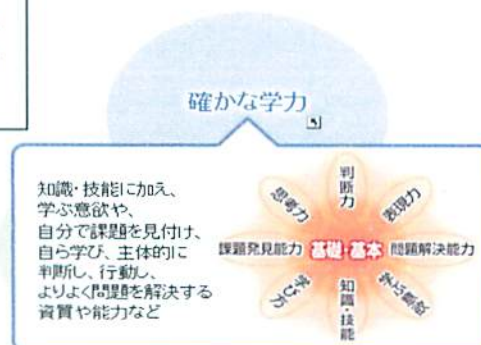 確かな学力
知識・技能に加え、
学ぶ意欲や、
自分で課題を見付け、
自ら学び、主体的に
判断し、行動し、
よりよく問題を解決する
資質や能力など
判断力
思考力
表現力
課題発見能力
基礎・基本
問題解決能力
学び方
知識・技能
学ぶ意欲